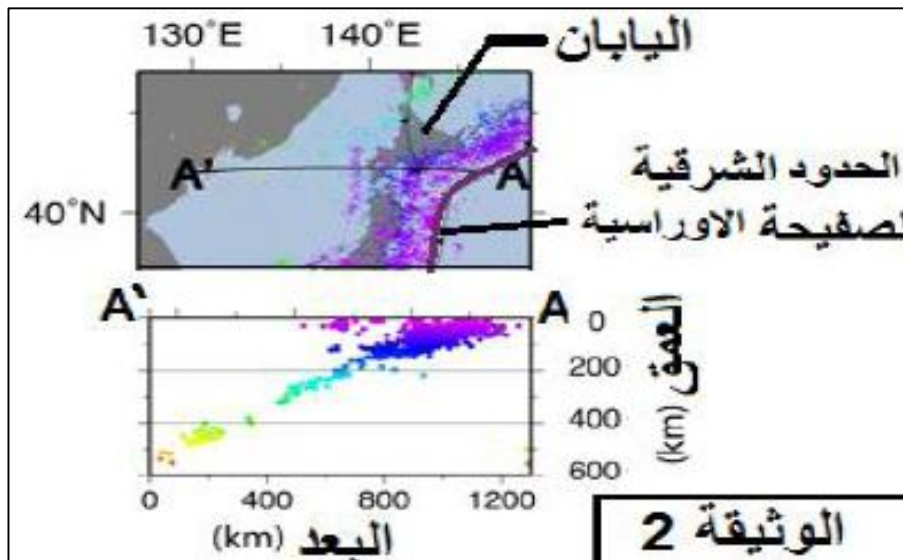 130°E 140°E
اليابان
A' A
الحدود الشرقية
لصفيحة الاوراسية
40°N
A' A
0
200
400
600
العمق (km)
0 400 800 1200
البعد (km)
الوثيقة 2